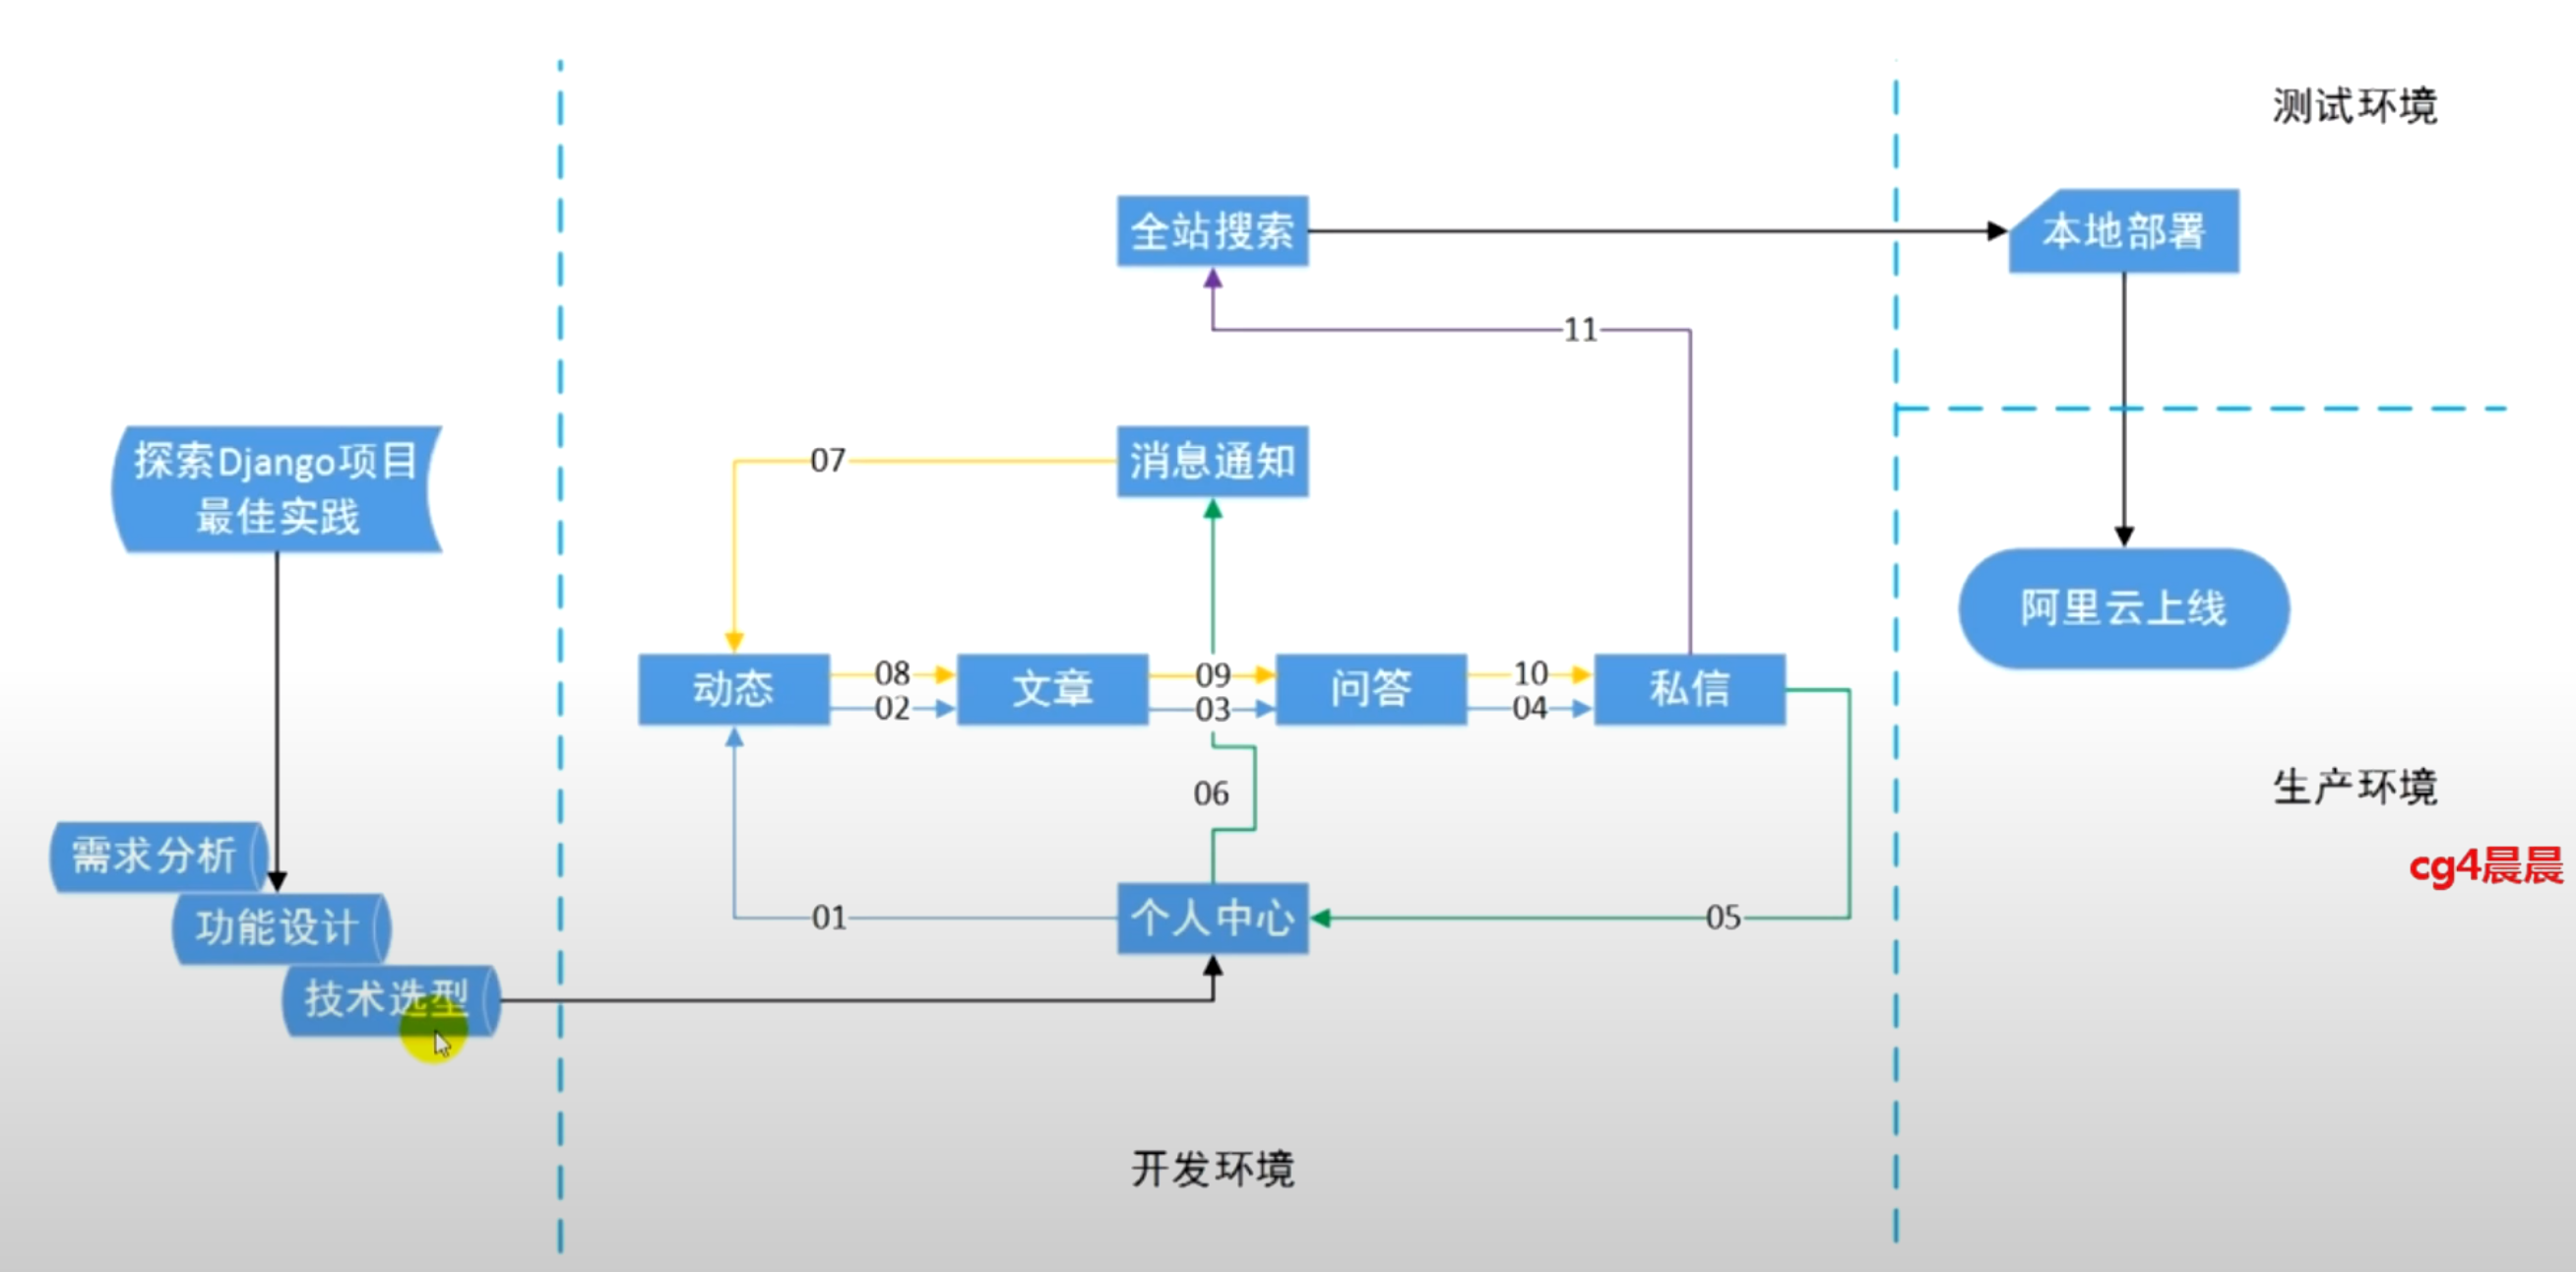 测试环境
全站搜索
本地部署
11
探索Django项目
最佳实践
07
消息通知
阿里云上线
动态
08
02
文章
09
03
问答
10
04
私信
06
生产环境
需求分析
cg4晨晨
功能设计
01
个人中心
05
技术选型
开发环境